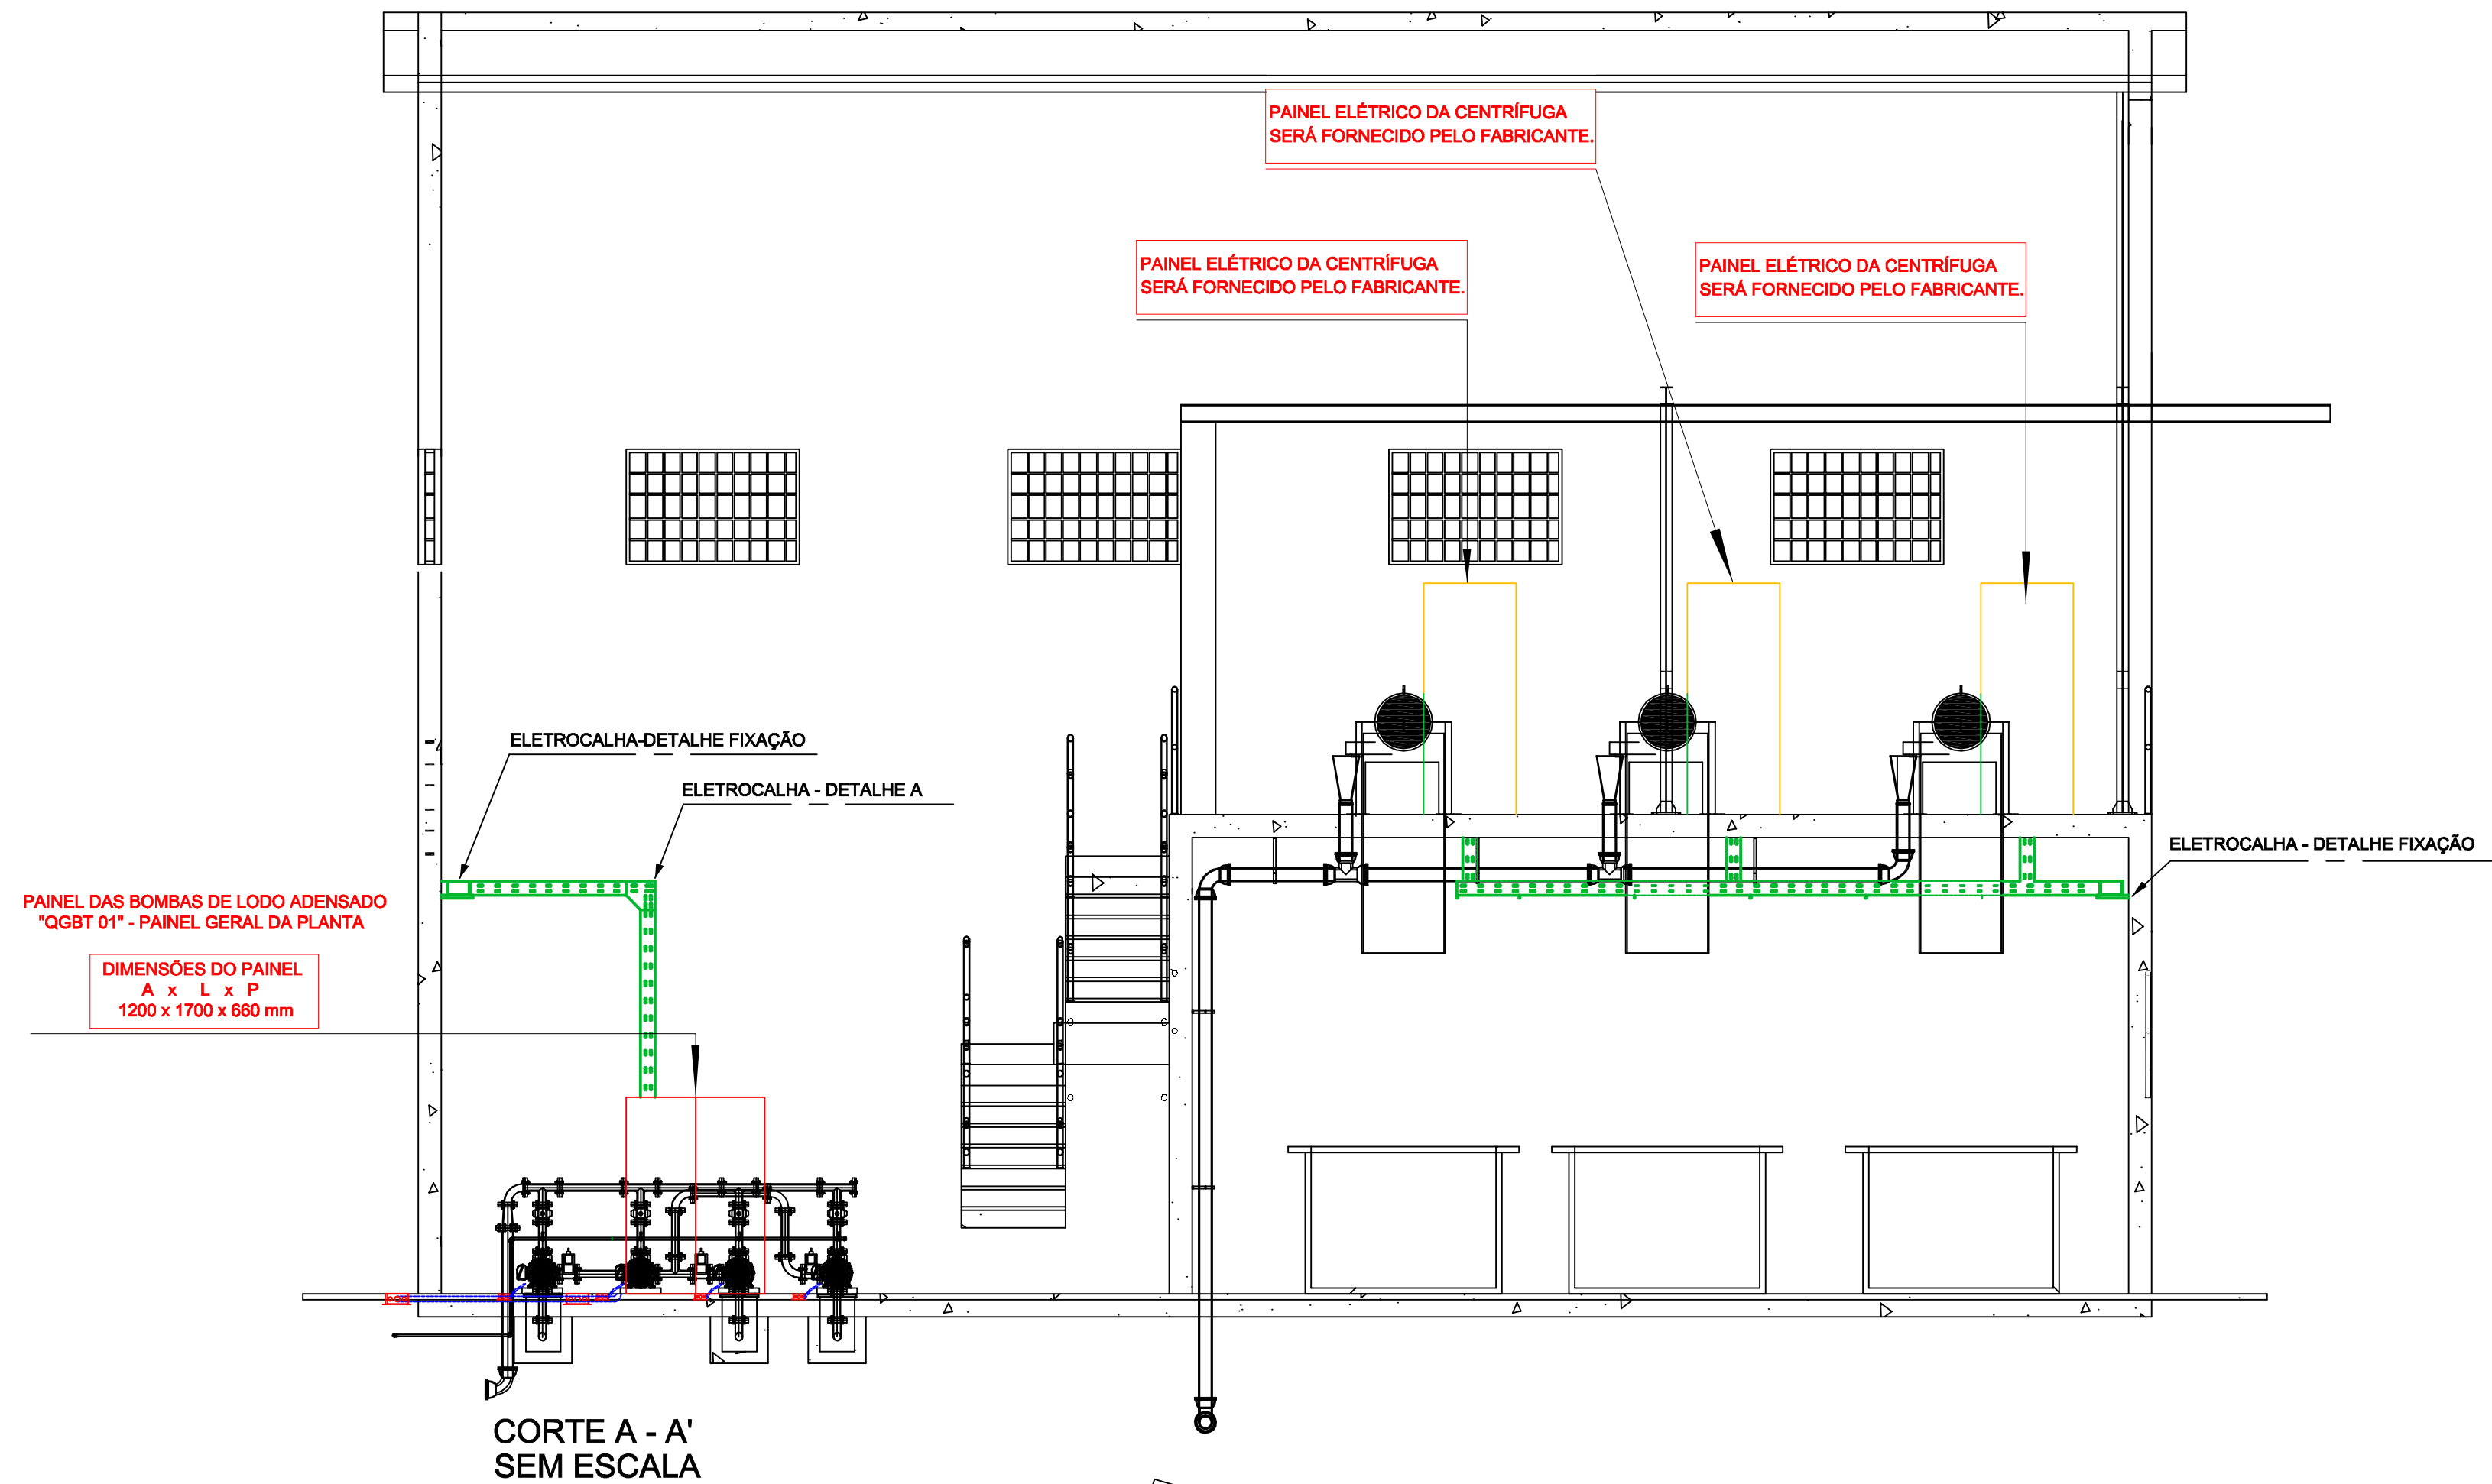 PAINEL ELÉTRICO DA CENTRÍFUGA
SERÁ FORNECIDO PELO FABRICANTE.
PAINEL ELÉTRICO DA CENTRÍFUGA
SERÁ FORNECIDO PELO FABRICANTE.
PAINEL ELÉTRICO DA CENTRÍFUGA
SERÁ FORNECIDO PELO FABRICANTE.
ELETROCALHA-DETALHE FIXAÇÃO
ELETROCALHA - DETALHE A
ELETROCALHA - DETALHE FIXAÇÃO
PAINEL DAS BOMBAS DE LODO ADENSADO
"QGBT 01" - PAINEL GERAL DA PLANTA
DIMENSÕES DO PAINEL
A x L x P
1200 x 1700 x 660 mm
CORTE A - A'
SEM ESCALA